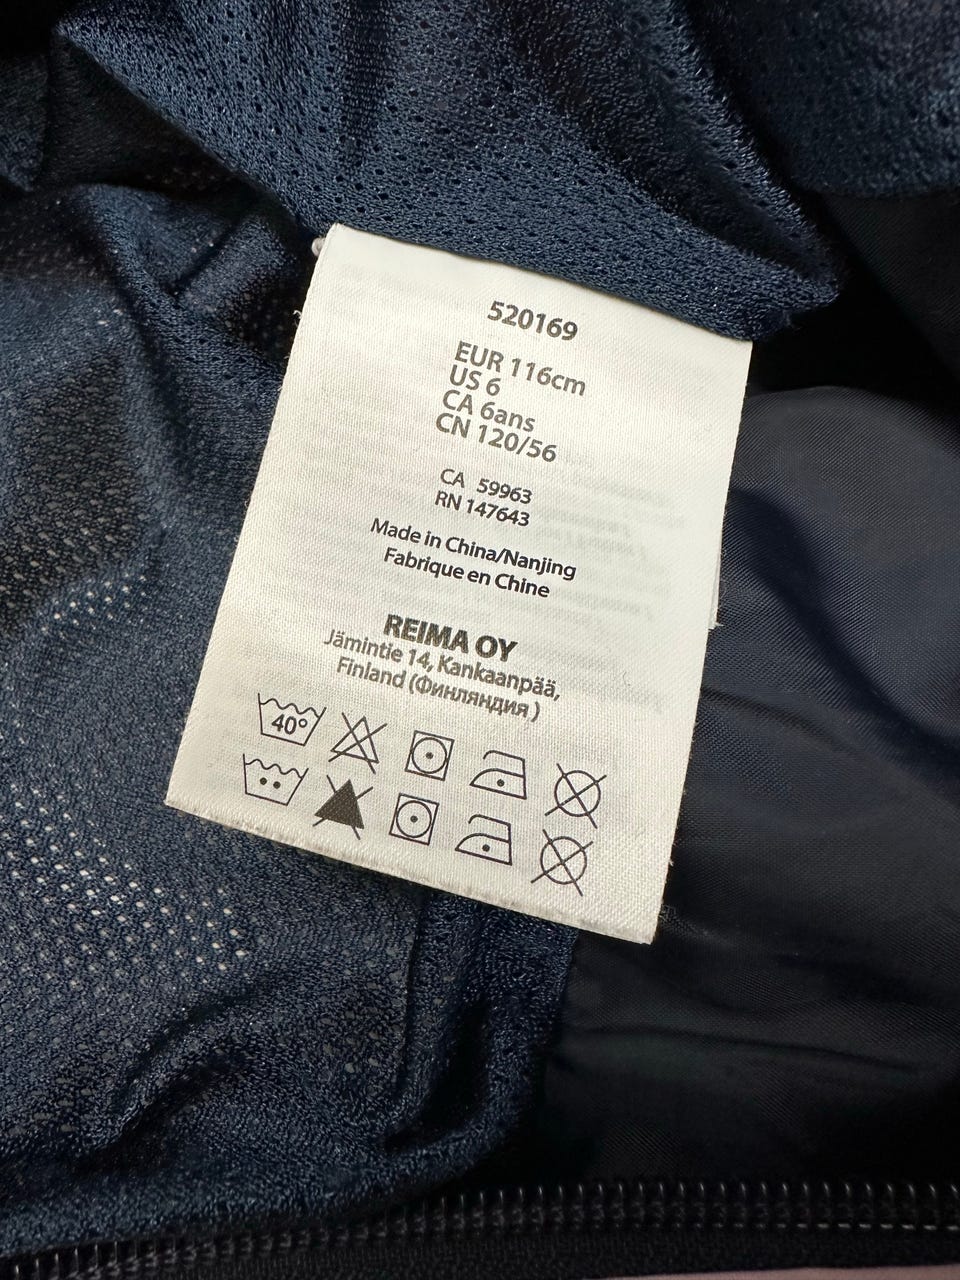 520169
EUR 116cm
US 6
CA 6ans
CN 120/56
CA 59963
RN 147643
Made in China/Nanjing
Fabrique en Chine
REIMA OY
Jämintie 14, Kankaanpää,
Finland (Финляндия )
40°